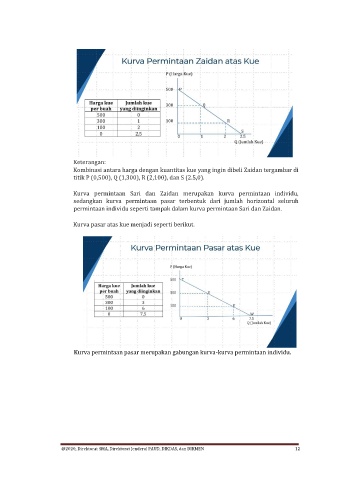 Kurva Permintaan Zaidan atas Kue
P (Harga Kue)
Harga kue per buah Jumlah kue yang diinginkan
500 0
300 1
100 2
0 2,5
500 P
300 Q
100 R
S
0 1 2 2,5
Q (Jumlah Kue)
Keterangan:
Kombinasi antara harga dengan kuantitas kue yang ingin dibeli Zaidan tergambar di
titik P (0,500), Q (1,300), R (2,100), dan S (2.5,0).
Kurva permintaan Sari dan Zaidan merupakan kurva permintaan individu,
sedangkan kurva permintaan pasar terbentuk dari jumlah horizontal seluruh
permintaan individu seperti tampak dalam kurva permintaan Sari dan Zaidan.
Kurva pasar atas kue menjadi seperti berikut.
Kurva Permintaan Pasar atas Kue
P (Harga Kue)
Harga kue per buah Jumlah kue yang diinginkan
500 0
300 3
100 6
0 7,5
500
300
100
0 3 6 7,5
Q (Jumlah Kue)
Kurva permintaan pasar merupakan gabungan kurva-kurva permintaan individu.
@2020, Direktorat SMA, Direktorat Jenderal PAUD, DIKDAS, dan DIKMEN 12